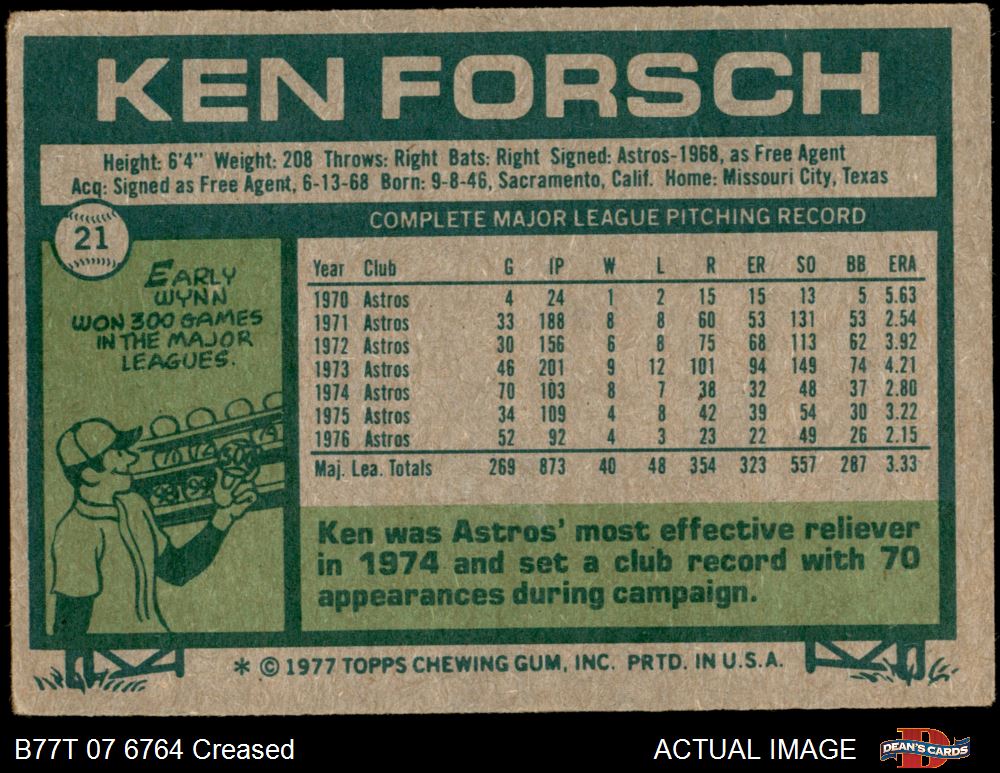 KEN FORSCH
Height: 6'4" Weight: 208 Throws: Right Bats: Right Signed: Astros-1968, as Free Agent
Acq: Signed as Free Agent, 6-13-68 Born: 9-8-46, Sacramento, Calif. Home: Missouri City, Texas
21
EARLY
WYNN
WON 300 GAMES
IN THE MAJOR
LEAGUES.
COMPLETE MAJOR LEAGUE PITCHING RECORD
Year Club G IP W L R ER SO BB ERA
1970 Astros 4 24 1 2 15 15 13 5 5.63
1971 Astros 33 188 8 8 60 53 131 53 2.54
1972 Astros 30 156 6 8 75 68 113 62 3.92
1973 Astros 46 201 9 12 101 94 149 74 4.21
1974 Astros 70 103 8 7 38 32 48 37 2.80
1975 Astros 34 109 4 8 42 39 54 30 3.22
1976 Astros 52 92 4 3 23 22 49 26 2.15
Maj. Lea. Totals 269 873 40 48 354 323 557 287 3.33
Ken was Astros' most effective reliever
in 1974 and set a club record with 70
appearances during campaign.
* © 1977 TOPPS CHEWING GUM, INC. PRTD. IN U.S.A.
B77T 07 6764 Creased
ACTUAL IMAGE
DEAN'S CARDS